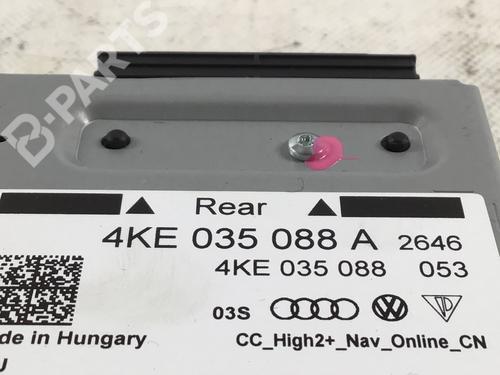 B-PARTS
Rear
4KE 035 088 A 2646
4KE 035 088 053
03S
de in Hungary
CC_High2+_Nav_Online_CN